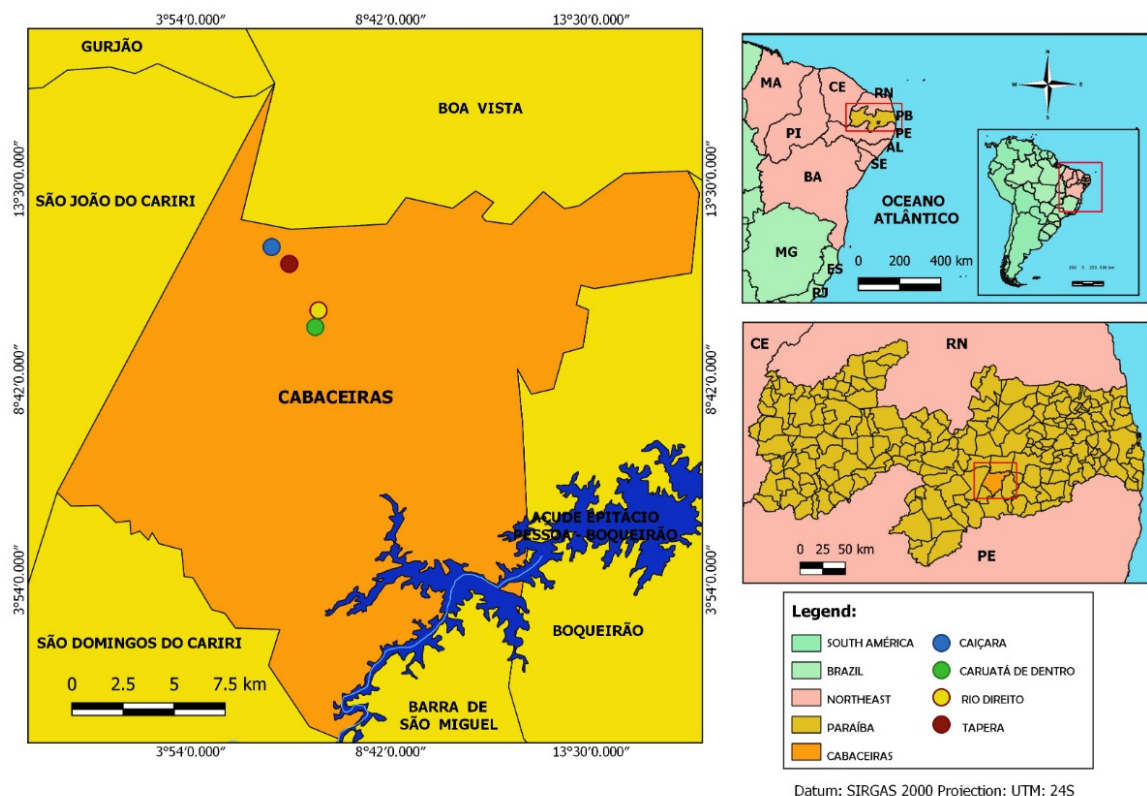 3°54'0.000" 8°42'0.000" 13°30'0.000"
GURJÃO
BOA VISTA
SÃO JOÃO DO CARIRI
13°30'0.000" 13°30'0.000"
CABACEIRAS
8°42'0.000" 8°42'0.000"
AÇUDE EPITÁCIO
PESSOA - BOQUEIRÃO
3°54'0.000" 3°54'0.000"
SÃO DOMINGOS DO CARIRI
BOQUEIRÃO
0 2.5 5 7.5 km
BARRA DE
SÃO MIGUEL
3°54'0.000" 8°42'0.000" 13°30'0.000"
MA
CE
RN
PB
PI
PE
AL
SE
BA
OCEANO
ATLÂNTICO
MG
ES
RJ
0 200 400 km
N
W E
S
CE
RN
PE
0 25 50 km
Legend:
SOUTH AMÉRICA
BRAZIL
NORTHEAST
PARAÍBA
CABACEIRAS
CAIÇARA
CARUATÁ DE DENTRO
RIO DIREITO
TAPERA
Datum: SIRGAS 2000 Projection: UTM: 24S